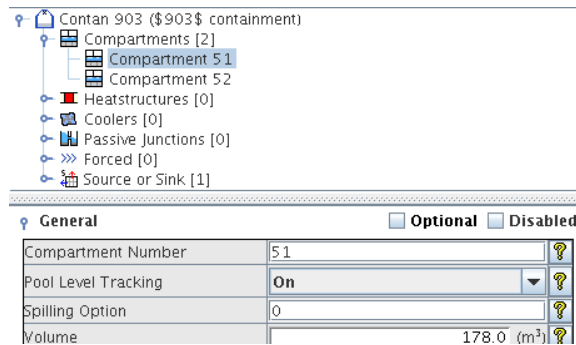 Contan 903 ($903$ containment)
Compartments [2]
Compartment 51
Compartment 52
Heatstructures [0]
Coolers [0]
Passive Junctions [0]
Forced [0]
Source or Sink [1]
General Optional Disabled
Compartment Number 51 ?
Pool Level Tracking On ?
Spilling Option 0 ?
Volume 178.0 (m³) ?